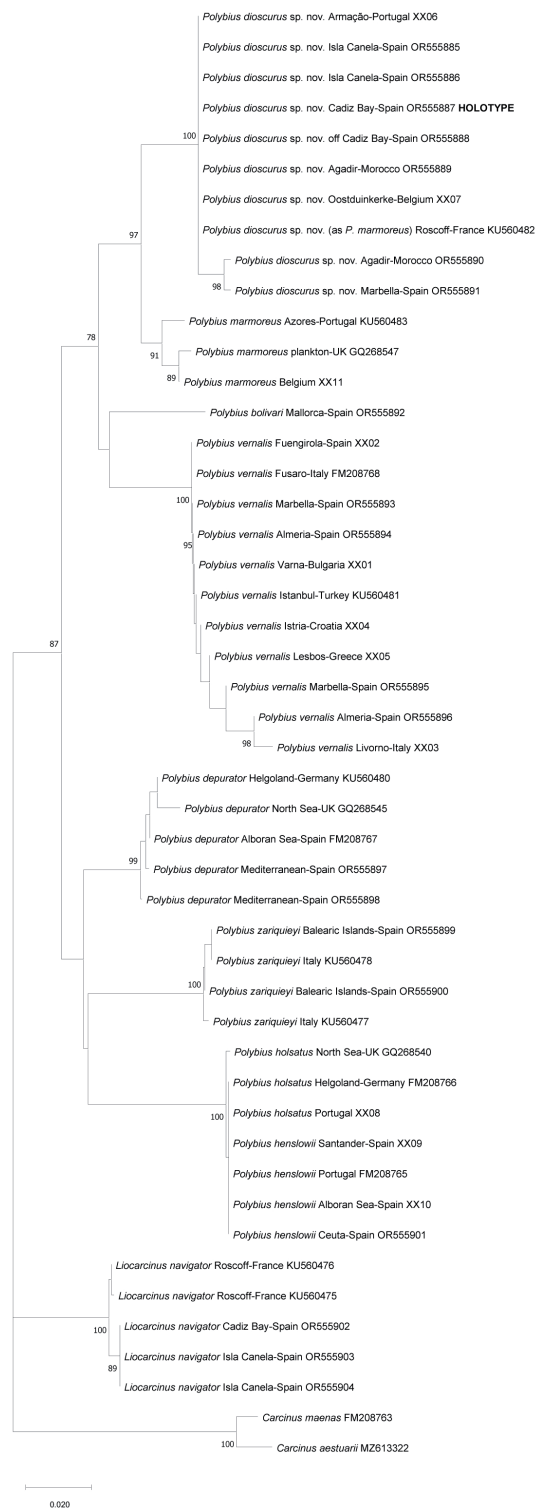 Polybius dioscurus sp. nov. Armação-Portugal XX06
Polybius dioscurus sp. nov. Isla Canela-Spain OR555885
Polybius dioscurus sp. nov. Isla Canela-Spain OR555886
Polybius dioscurus sp. nov. Cadiz Bay-Spain OR555887 HOLOTYPE
100
Polybius dioscurus sp. nov. off Cadiz Bay-Spain OR555888
Polybius dioscurus sp. nov. Agadir-Morocco OR555889
Polybius dioscurus sp. nov. Oostduinkerke-Belgium XX07
97
Polybius dioscurus sp. nov. (as P. marmoreus) Roscoff-France KU560482
Polybius dioscurus sp. nov. Agadir-Morocco OR555890
98
Polybius dioscurus sp. nov. Marbella-Spain OR555891
Polybius marmoreus Azores-Portugal KU560483
78
91
Polybius marmoreus plankton-UK GQ268547
89
Polybius marmoreus Belgium XX11
Polybius bolivari Mallorca-Spain OR555892
Polybius vernalis Fuengirola-Spain XX02
Polybius vernalis Fusaro-Italy FM208768
100
Polybius vernalis Marbella-Spain OR555893
Polybius vernalis Almeria-Spain OR555894
95
Polybius vernalis Varna-Bulgaria XX01
Polybius vernalis Istanbul-Turkey KU560481
Polybius vernalis Istria-Croatia XX04
87
Polybius vernalis Lesbos-Greece XX05
Polybius vernalis Marbella-Spain OR555895
Polybius vernalis Almeria-Spain OR555896
98
Polybius vernalis Livorno-Italy XX03
Polybius depurator Helgoland-Germany KU560480
Polybius depurator North Sea-UK GQ268545
Polybius depurator Alboran Sea-Spain FM208767
99
Polybius depurator Mediterranean-Spain OR555897
Polybius depurator Mediterranean-Spain OR555898
Polybius zariquieyi Balearic Islands-Spain OR555899
Polybius zariquieyi Italy KU560478
100
Polybius zariquieyi Balearic Islands-Spain OR555900
Polybius zariquieyi Italy KU560477
Polybius holsatus North Sea-UK GQ268540
Polybius holsatus Helgoland-Germany FM208766
100
Polybius holsatus Portugal XX08
Polybius henslowii Santander-Spain XX09
Polybius henslowii Portugal FM208765
Polybius henslowii Alboran Sea-Spain XX10
Polybius henslowii Ceuta-Spain OR555901
Liocarcinus navigator Roscoff-France KU560476
Liocarcinus navigator Roscoff-France KU560475
100
Liocarcinus navigator Cadiz Bay-Spain OR555902
Liocarcinus navigator Isla Canela-Spain OR555903
89
Liocarcinus navigator Isla Canela-Spain OR555904
Carcinus maenas FM208763
100
Carcinus aestuarii MZ613322
0.020